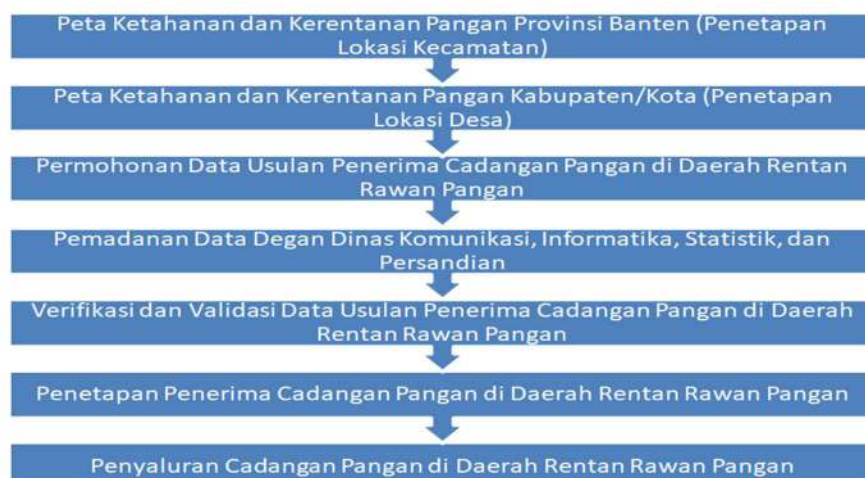 Peta Ketahanan dan Kerentanan Pangan Provinsi Banten (Penetapan
Lokasi Kecamatan)
Peta Ketahanan dan Kerentanan Pangan Kabupaten/Kota (Penetapan
Lokasi Desa)
Permohonan Data Usulan Penerima Cadangan Pangan di Daerah Rentan
Rawan Pangan
Pemadanan Data Degan Dinas Komunikasi, Informatika, Statistik, dan
Persandian
Verifikasi dan Validasi Data Usulan Penerima Cadangan Pangan di Daerah
Rentan Rawan Pangan
Penetapan Penerima Cadangan Pangan di Daerah Rentan Rawan Pangan
Penyaluran Cadangan Pangan di Daerah Rentan Rawan Pangan